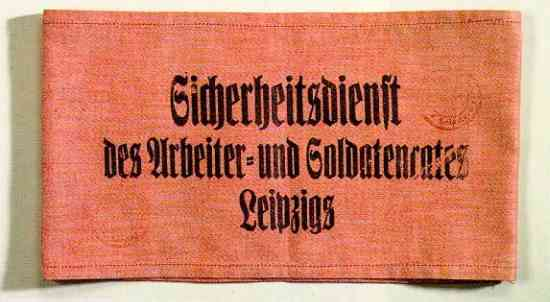 Sicherheitsdienst
des Arbeiter- und Soldatenrates
Leipzigs